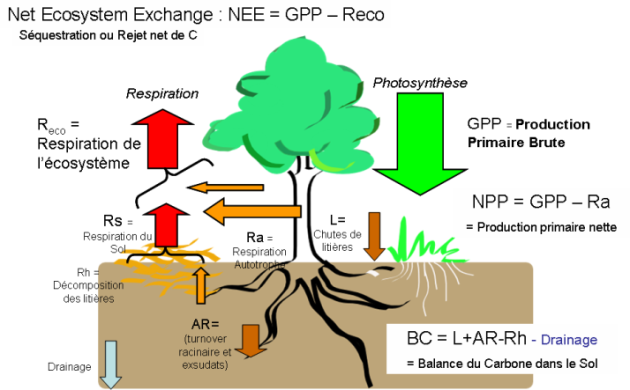 Net Ecosystem Exchange : NEE = GPP – Reco
Séquestration ou Rejet net de C
Respiration
Photosynthèse
Reco =
Respiration de
l'écosystème
GPP = Production
Primaire Brute
NPP = GPP – Ra
= Production primaire nette
Rs =
Respiration du
Sol
Ra =
Respiration
Autotrophe
L=
Chutes de
litières
Rh =
Décomposition
des litières
AR=
(turnover
racinaire et
exsudats)
BC = L+AR-Rh - Drainage
= Balance du Carbone dans le Sol
Drainage